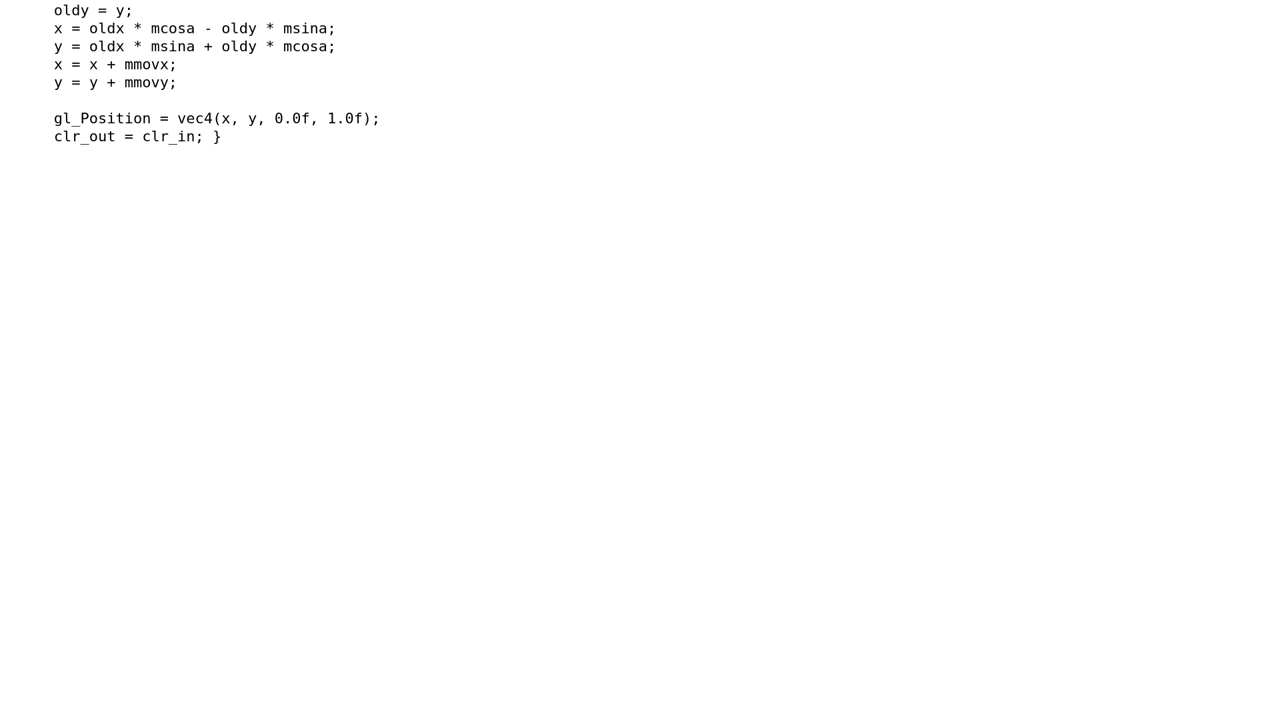 oldy = y;
x = oldx * mcosa - oldy * msina;
y = oldx * msina + oldy * mcosa;
x = x + mmovx;
y = y + mmovy;

gl_Position = vec4(x, y, 0.0f, 1.0f);
clr_out = clr_in; }